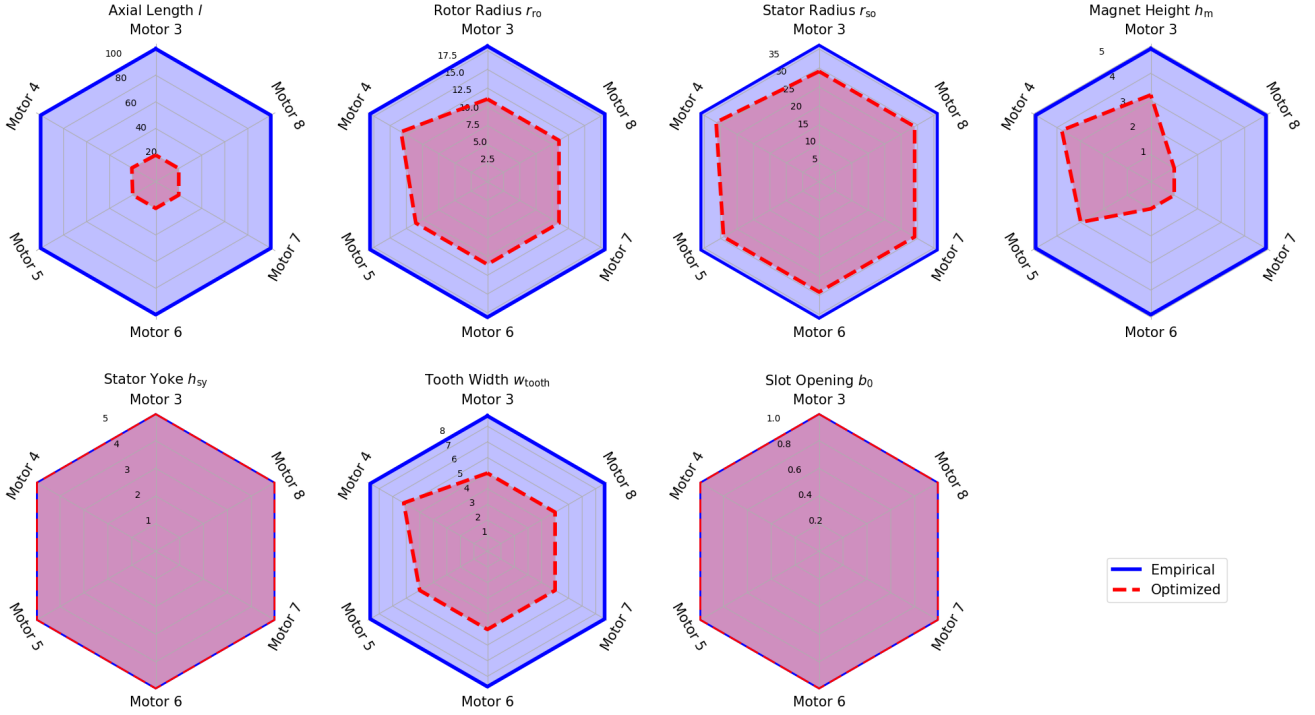 Axial Length l
Motor 3
100
80
60
40
20
Motor 4
Motor 8
Motor 5
Motor 7
Motor 6
Rotor Radius r_ro
Motor 3
17.5
15.0
12.5
10.0
7.5
5.0
2.5
Motor 4
Motor 8
Motor 5
Motor 7
Motor 6
Stator Radius r_so
Motor 3
35
30
25
20
15
10
5
Motor 4
Motor 8
Motor 5
Motor 7
Motor 6
Magnet Height h_m
Motor 3
5
4
3
2
1
Motor 4
Motor 8
Motor 5
Motor 7
Motor 6
Stator Yoke h_sy
Motor 3
5
4
3
2
1
Motor 4
Motor 8
Motor 5
Motor 7
Motor 6
Tooth Width w_tooth
Motor 3
8
7
6
5
4
3
2
1
Motor 4
Motor 8
Motor 5
Motor 7
Motor 6
Slot Opening b_0
Motor 3
1.0
0.8
0.6
0.4
0.2
Motor 4
Motor 8
Motor 5
Motor 7
Motor 6
Empirical
Optimized